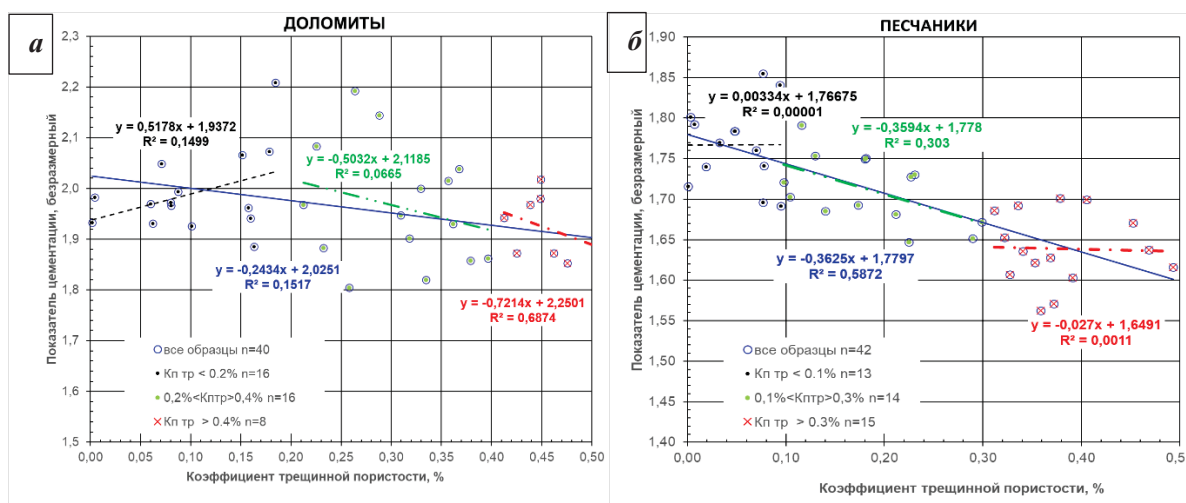 а
ДОЛОМИТЫ
Показатель цементации, безразмерный
2,3
2,2
2,1
2,0
1,9
1,8
1,7
1,6
1,5
y = 0,5178x + 1,9372
R² = 0,1499
y = -0,5032x + 2,1185
R² = 0,0665
y = -0,2434x + 2,0251
R² = 0,1517
y = -0,7214x + 2,2501
R² = 0,6874
все образцы n=40
Кп тр < 0.2% n=16
0,2%<Кптр>0,4% n=16
Кп тр > 0.4% n=8
0,00 0,05 0,10 0,15 0,20 0,25 0,30 0,35 0,40 0,45 0,50
Коэффициент трещинной пористости, %
б
ПЕСЧАНИКИ
Показатель цементации, безразмерный
1,90
1,85
1,80
1,75
1,70
1,65
1,60
1,55
1,50
1,45
1,40
y = 0,00334x + 1,76675
R² = 0,00001
y = -0,3594x + 1,778
R² = 0,303
y = -0,3625x + 1,7797
R² = 0,5872
y = -0,027x + 1,6491
R² = 0,0011
все образцы n=42
Кп тр < 0.1% n=13
0,1%<Кптр>0,3% n=14
Кп тр > 0.3% n=15
0,00 0,10 0,20 0,30 0,40 0,50
Коэффициент трещинной пористости, %